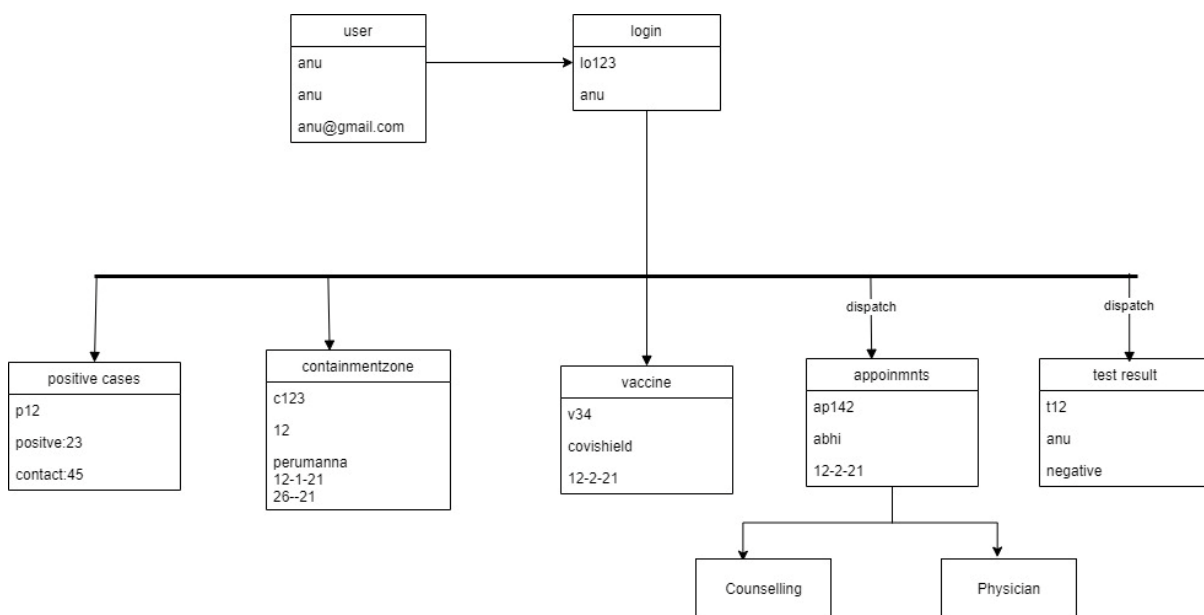 user
anu
anu
anu@gmail.com
login
lo123
anu
dispatch
dispatch
positive cases
p12
positve:23
contact:45
containmentzone
c123
12
perumanna
12-1-21
26--21
vaccine
v34
covishield
12-2-21
appoinmnts
ap142
abhi
12-2-21
test result
t12
anu
negative
Counselling
Physician